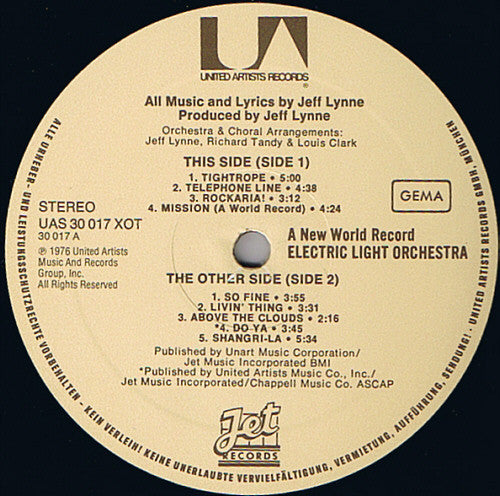 UA
UNITED ARTISTS RECORDS
®
All Music and Lyrics by Jeff Lynne
Produced by Jeff Lynne
Orchestra & Choral Arrangements:
Jeff Lynne, Richard Tandy & Louis Clark
THIS SIDE (SIDE 1)
1. TIGHTROPE • 5:00
2. TELEPHONE LINE • 4:38
3. ROCKARIA! • 3:12
4. MISSION (A World Record) • 4:24
STEREO
UAS 30 017 XOT
30 017 A
℗ 1976 United Artists
Music And Records
Group, Inc.
All Rights Reserved
GEMA
A New World Record
ELECTRIC LIGHT ORCHESTRA
THE OTHER SIDE (SIDE 2)
1. SO FINE • 3:55
2. LIVIN' THING • 3:31
3. ABOVE THE CLOUDS • 2:16
*4. DO YA • 3:45
5. SHANGRI-LA • 5:34
Published by Unart Music Corporation/
Jet Music Incorporated BMI
*Published by United Artists Music Co., Inc./
Jet Music Incorporated/Chappell Music Co. ASCAP
Jet
RECORDS
ALLE URHEBER- UND LEISTUNGSSCHUTZRECHTE VORBEHALTEN - KEIN VERLEIH! KEINE UNERLAUBTE VERVIELFÄLTIGUNG, VERMIETUNG, AUFFÜHRUNG, SENDUNG! · UNITED ARTISTS RECORDS GMBH, MÜNCHEN